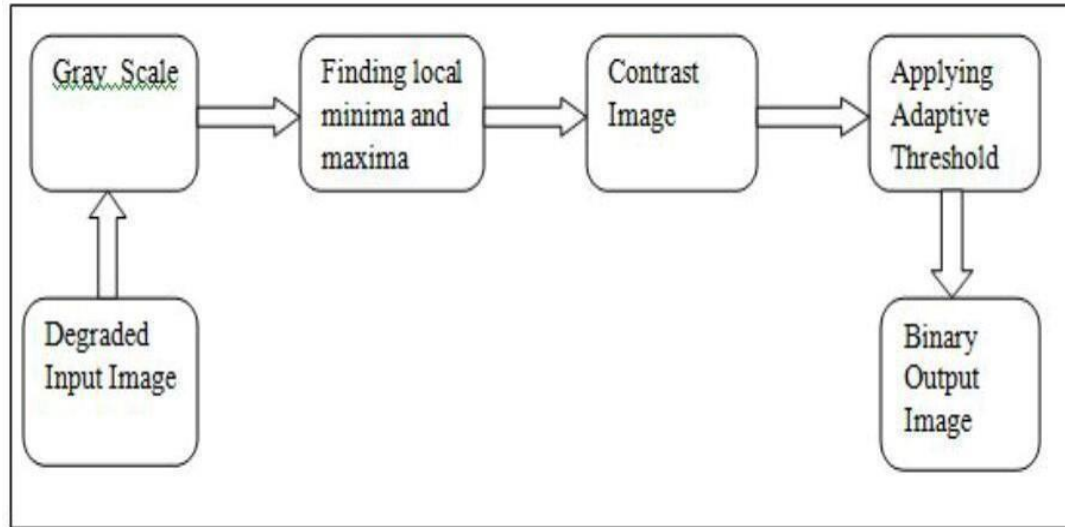 Gray Scale
Finding local
minima and
maxima
Contrast
Image
Applying
Adaptive
Threshold
Degraded
Input Image
Binary
Output
Image